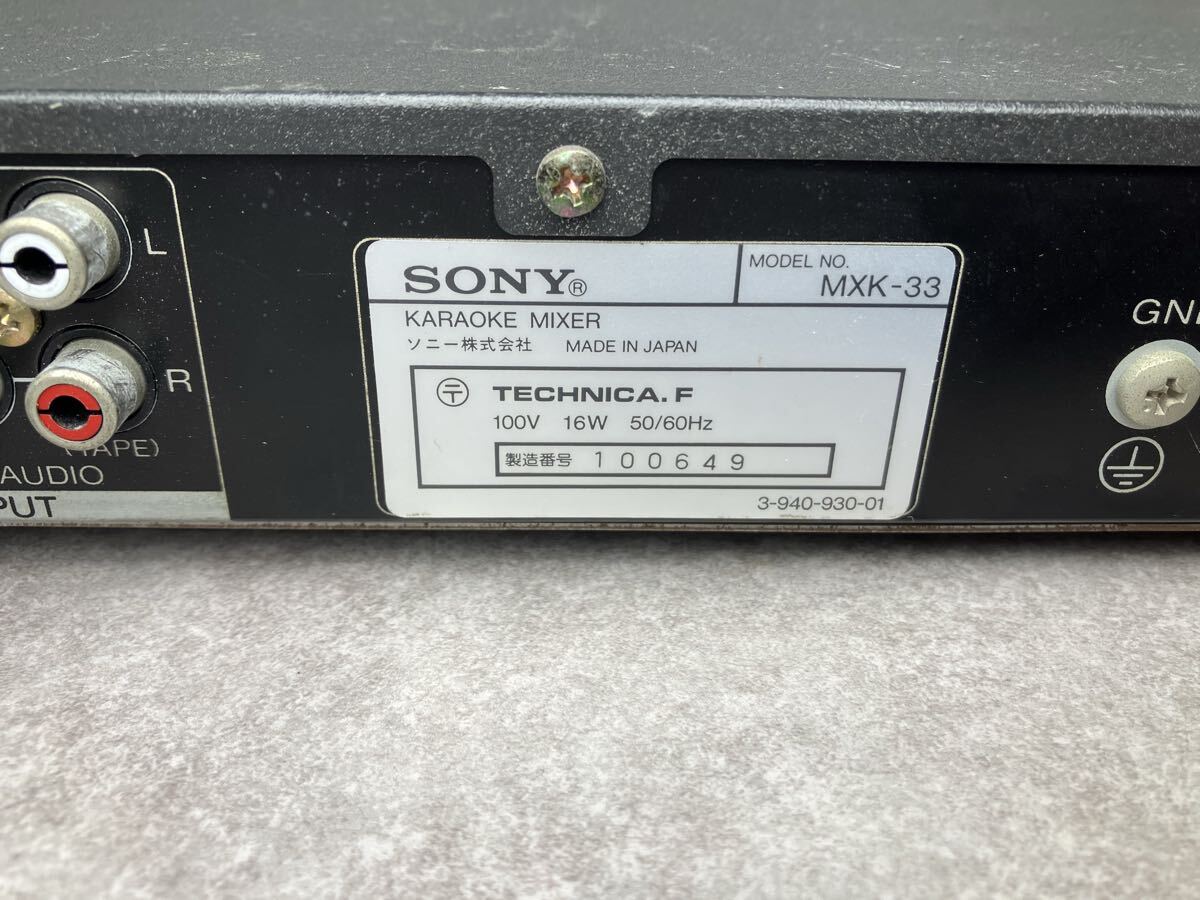 L
R
(TAPE)
AUDIO
PUT
SONY®
MODEL NO.
MXK-33
KARAOKE MIXER
ソニー株式会社 MADE IN JAPAN
〒 TECHNICA. F
100V 16W 50/60Hz
製造番号 100649
3-940-930-01
GN